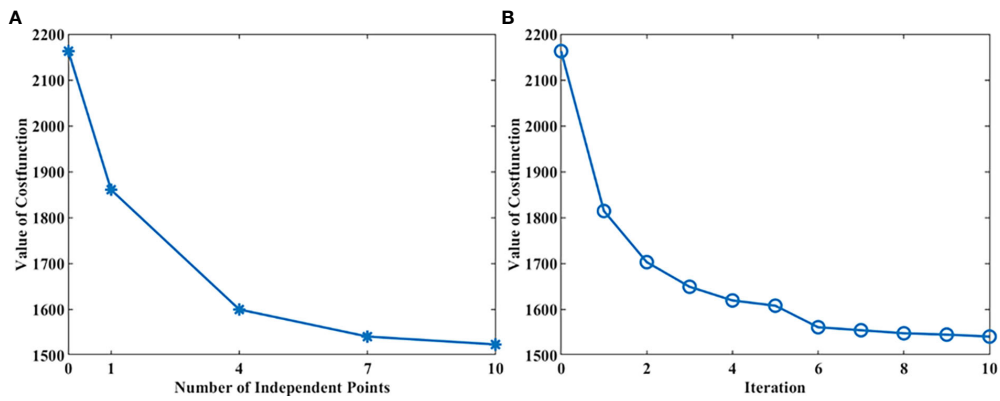 A
Value of Costfunction
2200
2100
2000
1900
1800
1700
1600
1500
0 1 4 7 10
Number of Independent Points
B
Value of Costfunction
2200
2100
2000
1900
1800
1700
1600
1500
0 2 4 6 8 10
Iteration